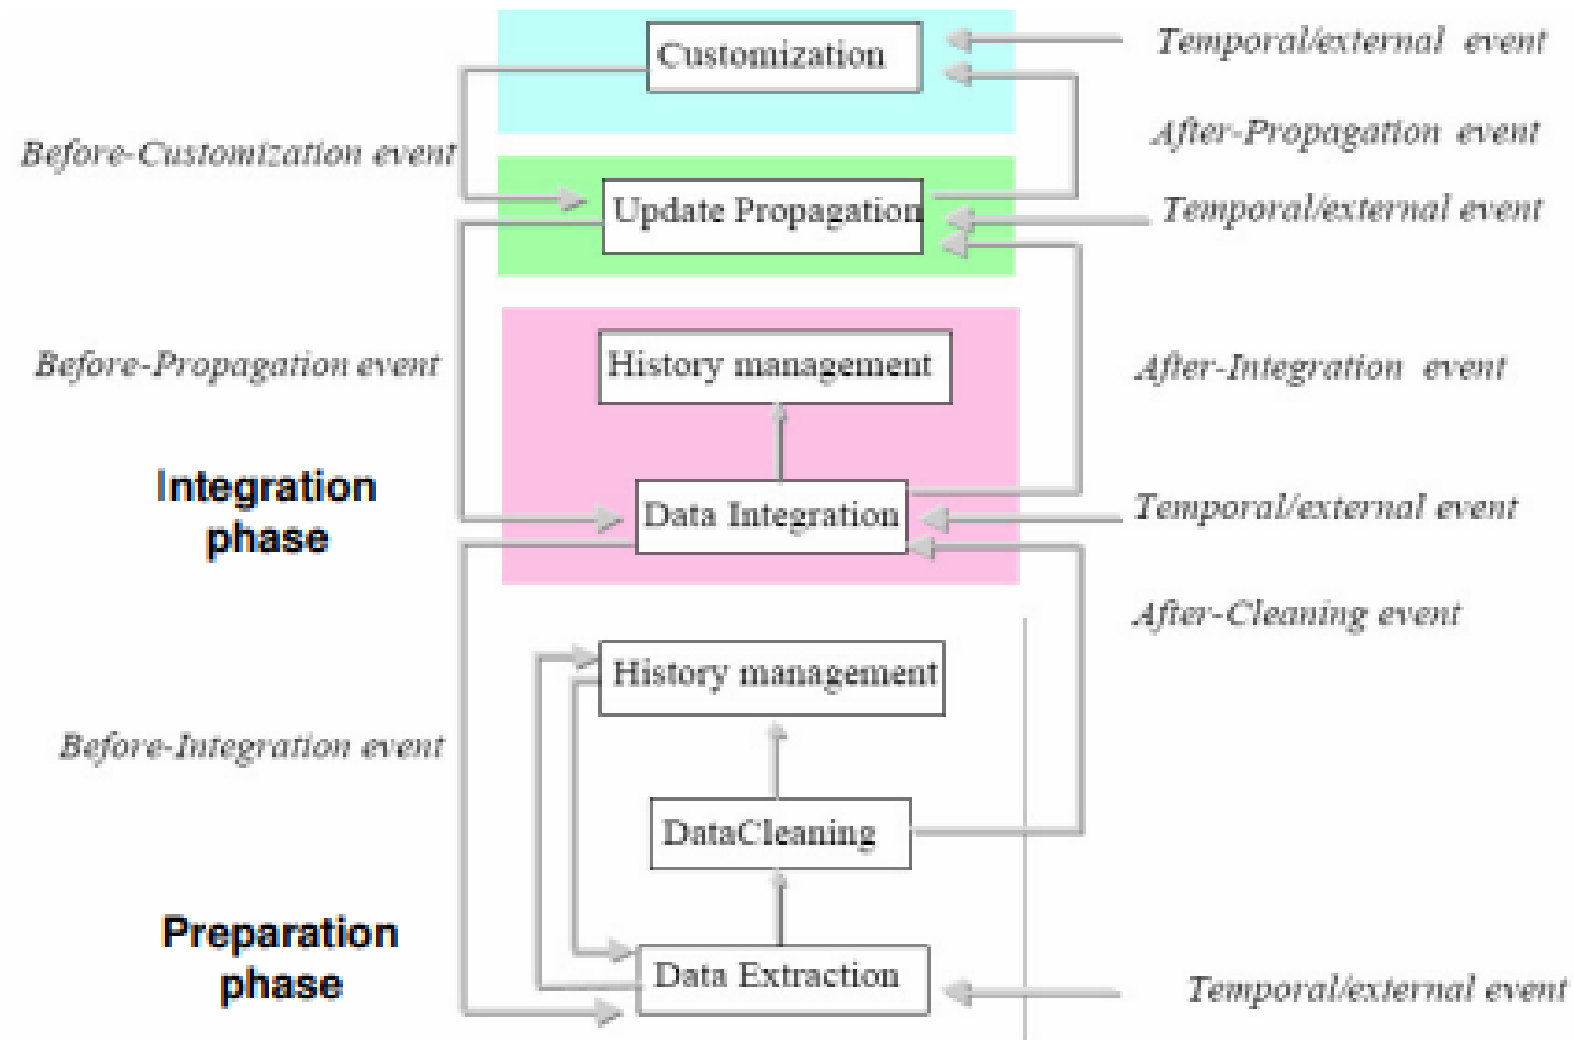 Customization
Temporal/external event
After-Propagation event
Before-Customization event
Update Propagation
Temporal/external event
History management
Before-Propagation event
After-Integration event
Integration
phase
Data Integration
Temporal/external event
After-Cleaning event
History management
Before-Integration event
DataCleaning
Preparation
phase
Data Extraction
Temporal/external event